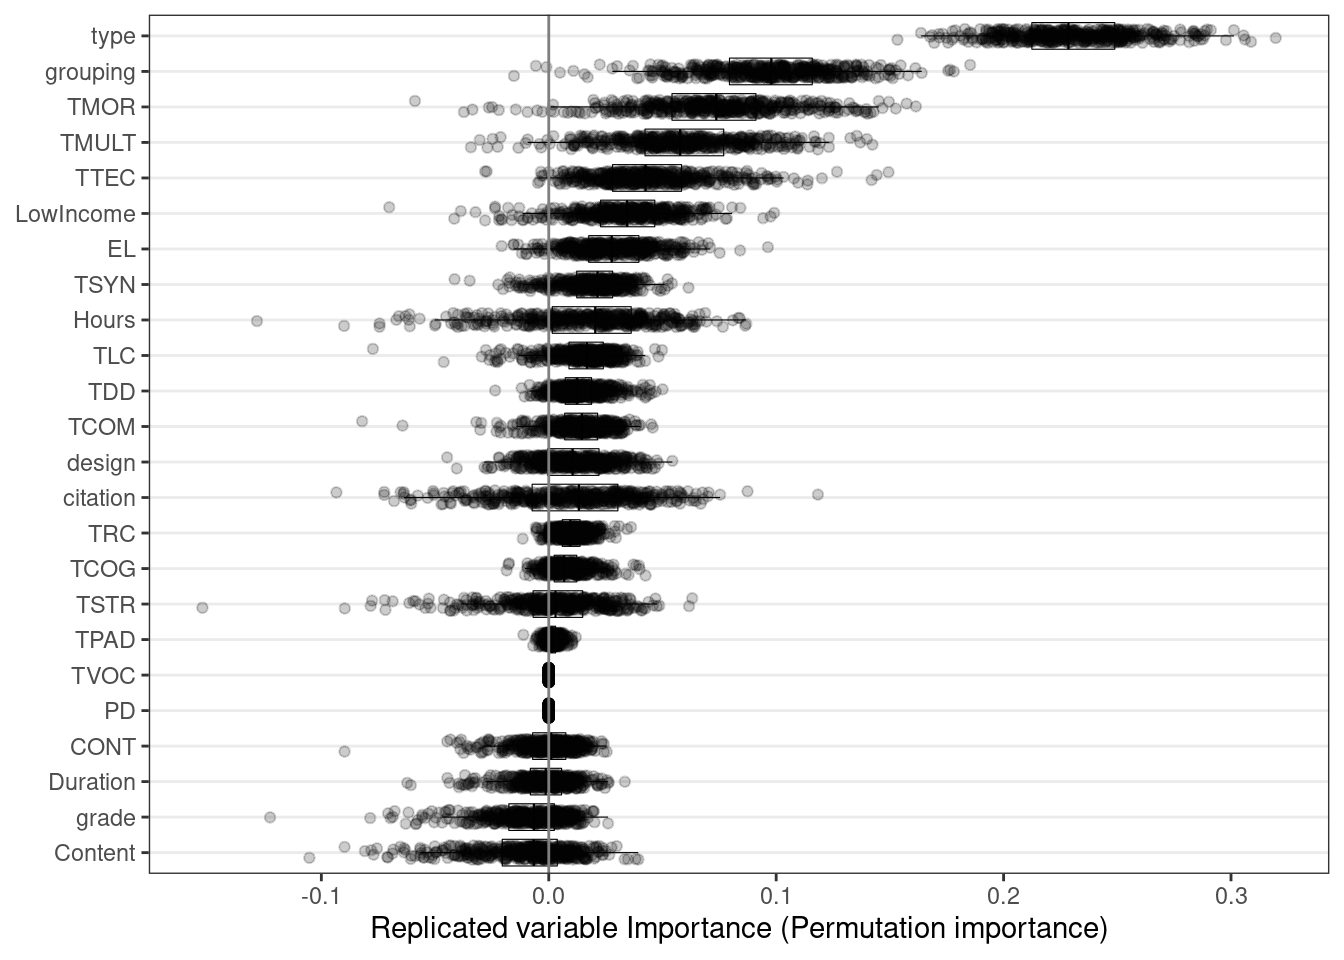 type
grouping
TMOR
TMULT
TTEC
LowIncome
EL
TSYN
Hours
TLC
TDD
TCOM
design
citation
TRC
TCOG
TSTR
TPAD
TVOC
PD
CONT
Duration
grade
Content
-0.1 0.0 0.1 0.2 0.3
Replicated variable Importance (Permutation importance)